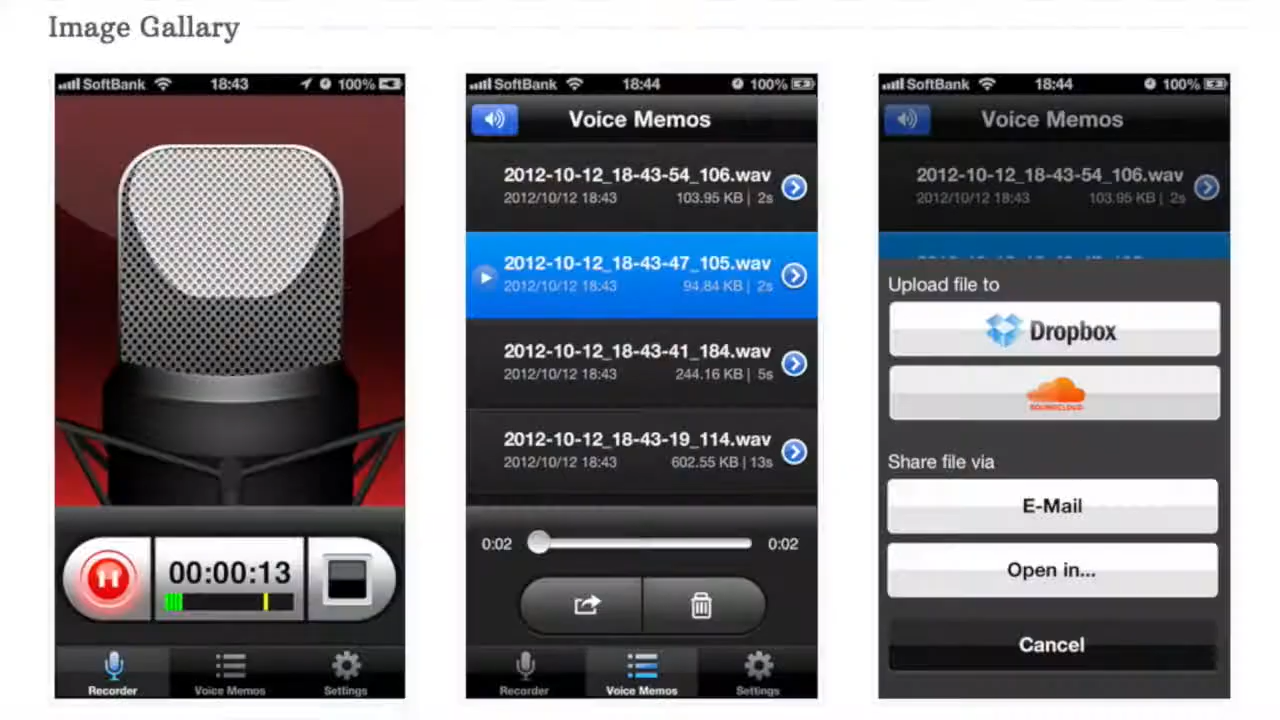 Image Gallary
SoftBank 18:43 100%
00:00:13
Recorder Voice Memos Settings
SoftBank 18:44 100%
Voice Memos
2012-10-12_18-43-54_106.wav
2012/10/12 18:43 103.95 KB | 2s
2012-10-12_18-43-47_105.wav
2012/10/12 18:43 94.84 KB | 2s
2012-10-12_18-43-41_184.wav
2012/10/12 18:43 244.16 KB | 5s
2012-10-12_18-43-19_114.wav
2012/10/12 18:43 602.55 KB | 13s
0:02 0:02
Recorder Voice Memos Settings
SoftBank 18:44 100%
Voice Memos
2012-10-12_18-43-54_106.wav
2012/10/12 18:43 103.95 KB | 2s
Upload file to
Dropbox
SOUNDCLOUD
Share file via
E-Mail
Open in...
Cancel